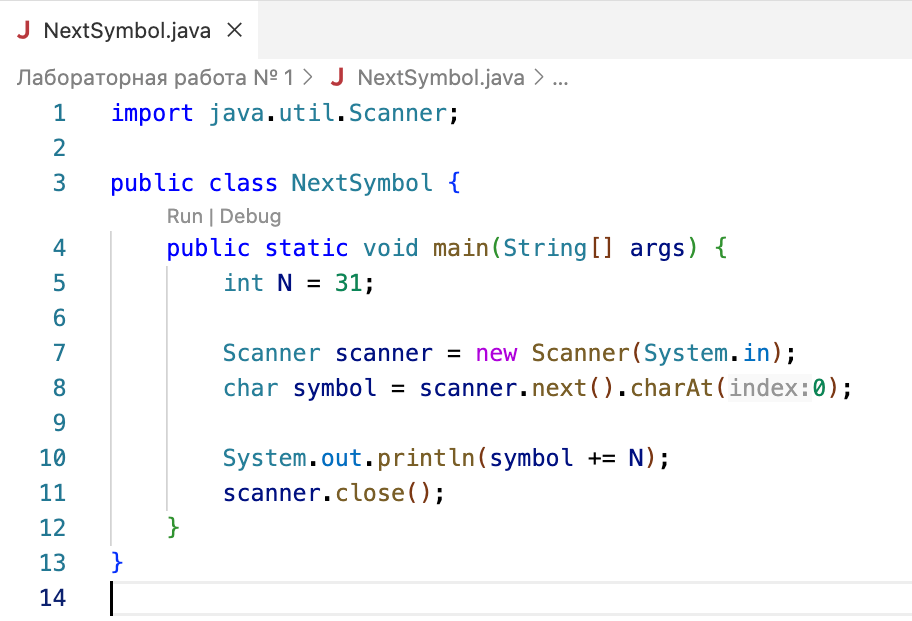 J NextSymbol.java ×
Лабораторная работа № 1 > J NextSymbol.java > ...
1 import java.util.Scanner;
2
3 public class NextSymbol {
Run | Debug
4 public static void main(String[] args) {
5 int N = 31;
6
7 Scanner scanner = new Scanner(System.in);
8 char symbol = scanner.next().charAt(index:0);
9
10 System.out.println(symbol += N);
11 scanner.close();
12 }
13 }
14